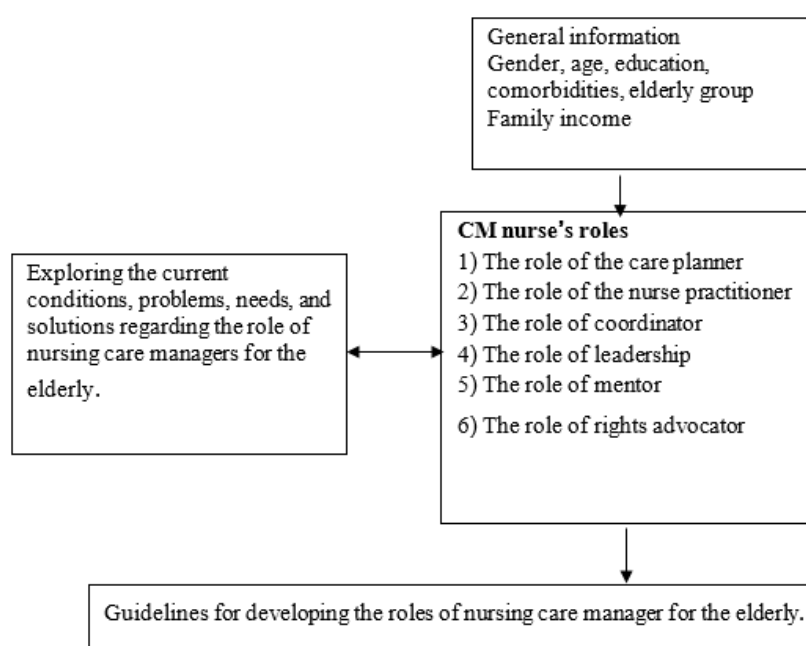 General information
Gender, age, education,
comorbidities, elderly group
Family income
CM nurse's roles
1) The role of the care planner
2) The role of the nurse practitioner
3) The role of coordinator
4) The role of leadership
5) The role of mentor
6) The role of rights advocator
Exploring the current
conditions, problems, needs, and
solutions regarding the role of
nursing care managers for the
elderly.
Guidelines for developing the roles of nursing care manager for the elderly.